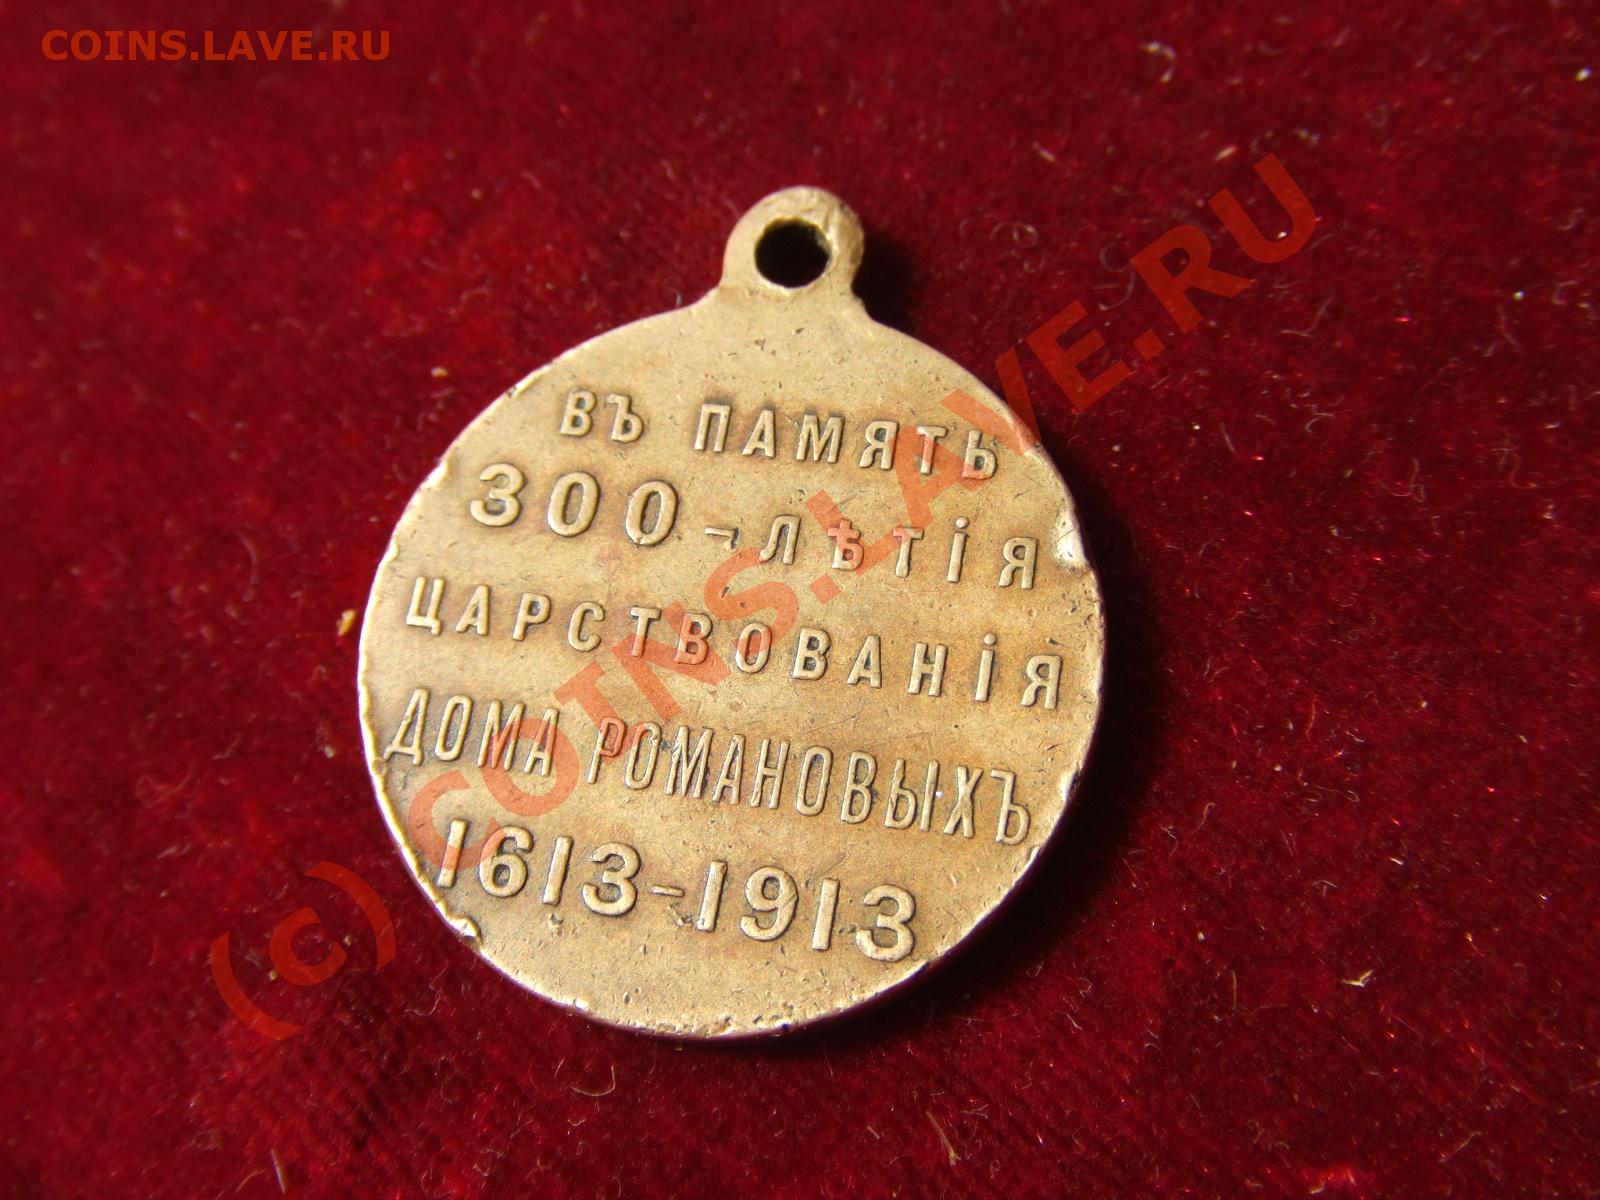 COINS.LAVE.RU
ВЪ ПАМЯТЬ
300-ЛѢТІЯ
ЦАРСТВОВАНІЯ
ДОМА РОМАНОВЫХЪ
1613-1913
(c) COINS.LAVE.RU